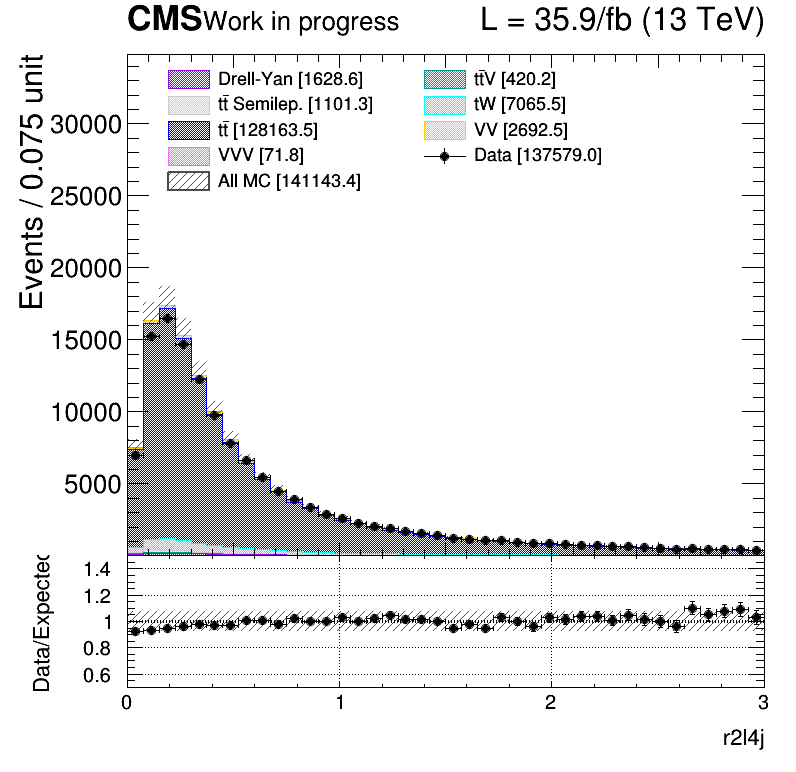 CMS Work in progress L = 35.9/fb (13 TeV)
Events / 0.075 unit
Drell-Yan [1628.6]
tt̄ Semilep. [1101.3]
tt̄ [128163.5]
VVV [71.8]
All MC [141143.4]
tt̄V [420.2]
tW [7065.5]
VV [2692.5]
Data [137579.0]
30000
25000
20000
15000
10000
5000
Data/Expected
1.4
1.2
1
0.8
0.6
0 1 2 3
r2l4j